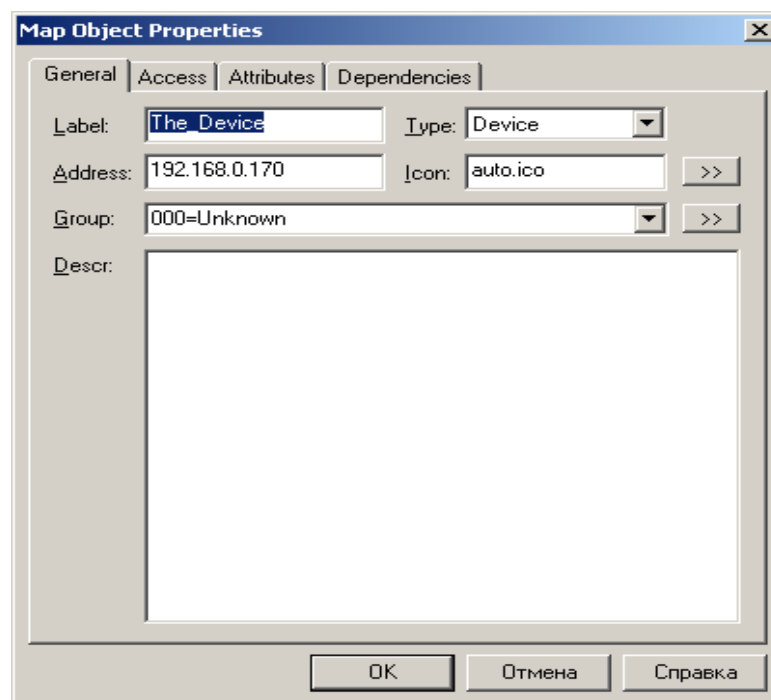 Map Object Properties
General Access Attributes Dependencies
Label: The_Device Type: Device
Address: 192.168.0.170 Icon: auto.ico >>
Group: 000=Unknown >>
Descr:
OK Отмена Справка